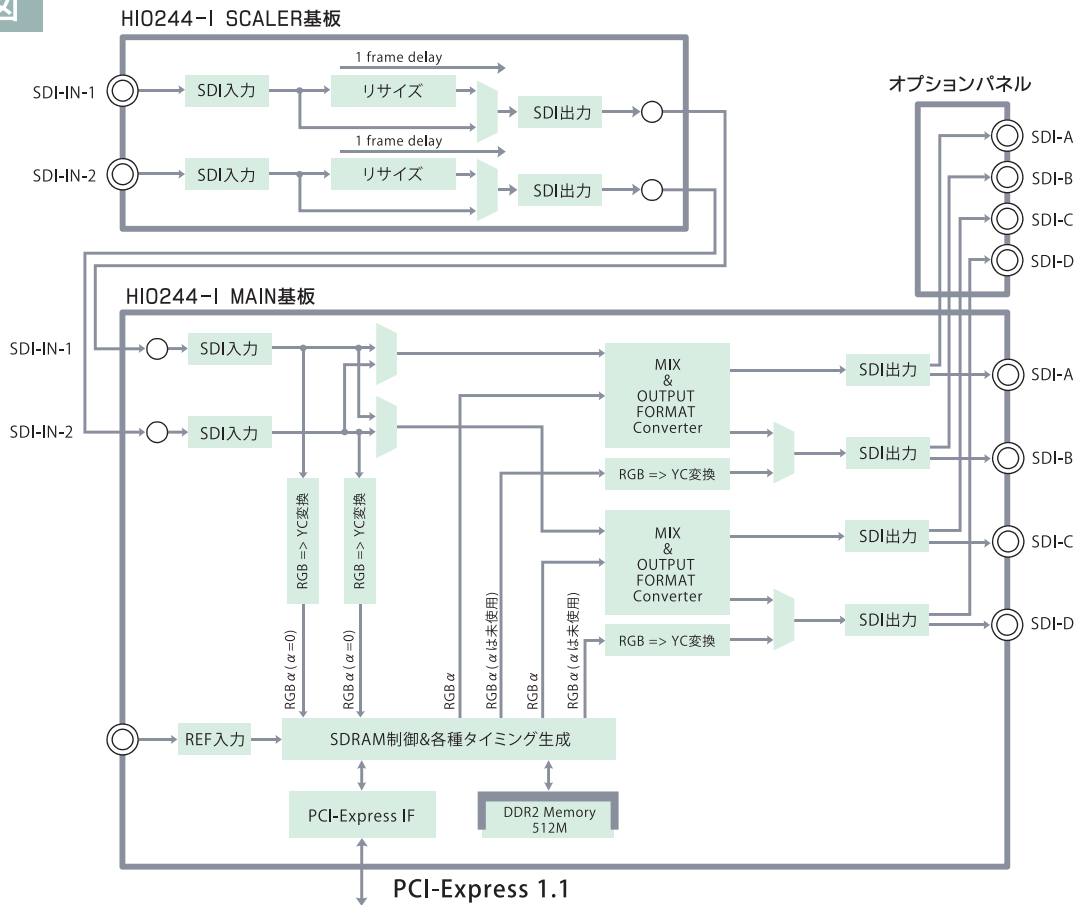 図
HIO244-I SCALER基板
1 frame delay
SDI-IN-1
SDI入力
リサイズ
SDI出力
1 frame delay
SDI-IN-2
SDI入力
リサイズ
SDI出力
オプションパネル
SDI-A
SDI-B
SDI-C
SDI-D
HIO244-I MAIN基板
SDI-IN-1
SDI入力
SDI-IN-2
SDI入力
RGB => YC変換
RGB => YC変換
MIX
&
OUTPUT
FORMAT
Converter
RGB => YC変換
MIX
&
OUTPUT
FORMAT
Converter
RGB => YC変換
SDI出力
SDI-A
SDI出力
SDI-B
SDI出力
SDI-C
SDI出力
SDI-D
RGBα(α=0)
RGBα(α=0)
RGBα
RGBα(αは未使用)
RGBα
RGBα(αは未使用)
REF入力
SDRAM制御&各種タイミング生成
PCI-Express IF
DDR2 Memory
512M
PCI-Express 1.1